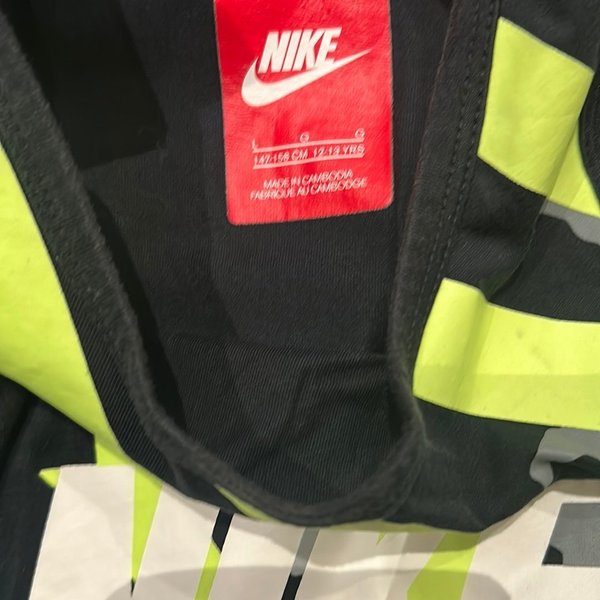 NIKE
L G G
147-158 CM 12-13 YRS
MADE IN CAMBODIA
FABRIQUE AU CAMBODGE